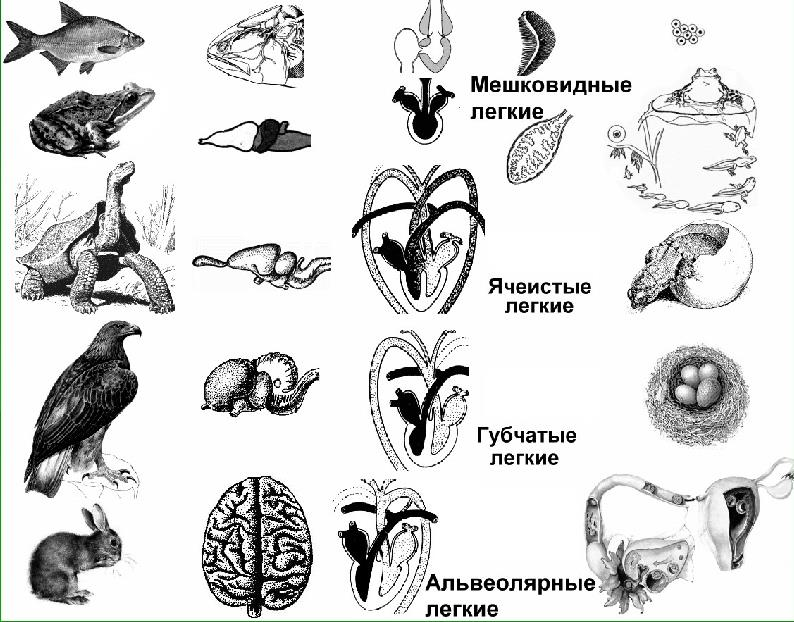 Мешковидные
легкие
Ячеистые
легкие
Губчатые
легкие
Альвеолярные
легкие